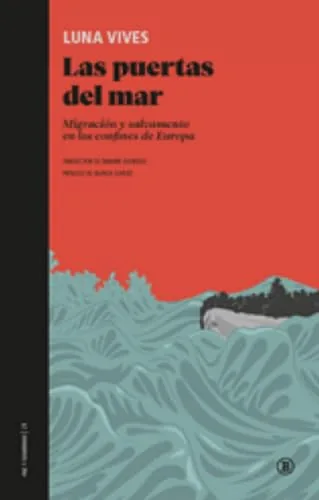 LUNA VIVES
Las puertas
del mar
Migración y salvamento
en los confines de Europa
B